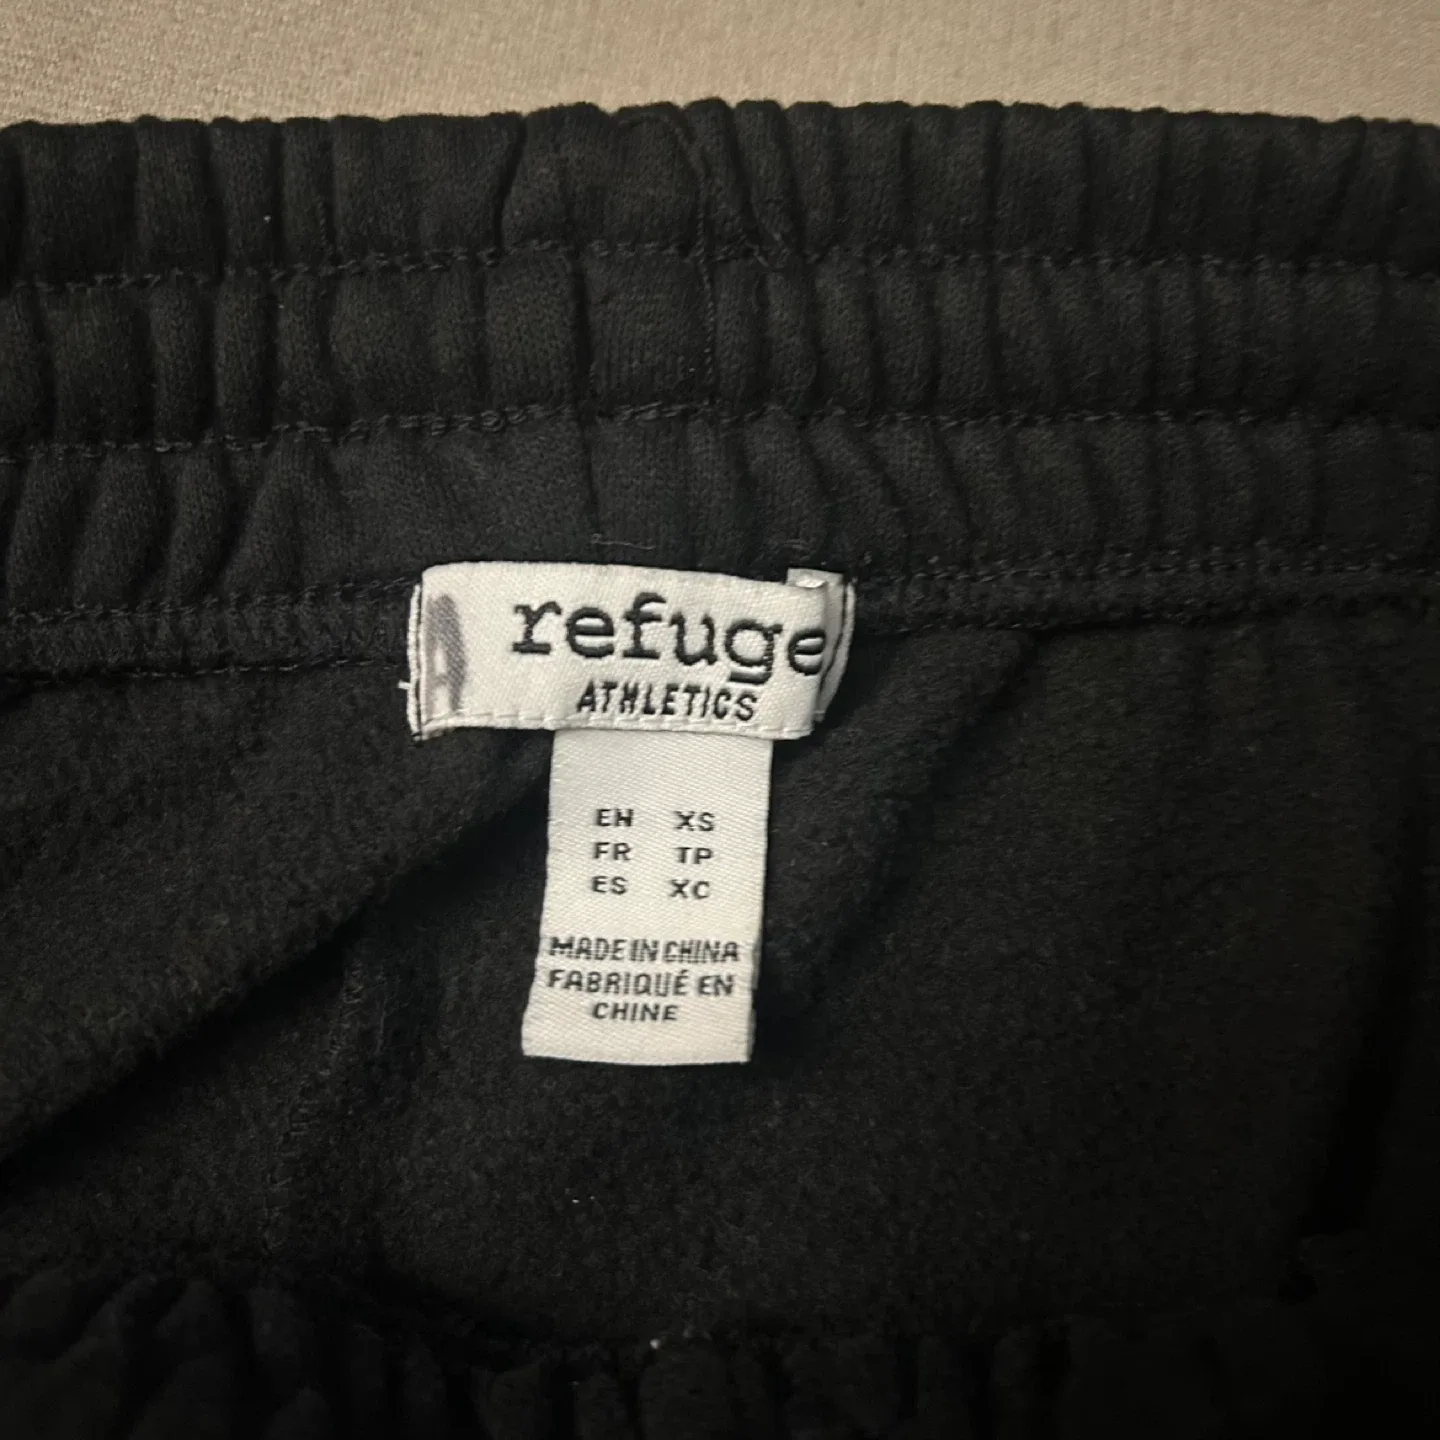 refuge
ATHLETICS
EN XS
FR TP
ES XC
MADE IN CHINA
FABRIQUÉ EN
CHINE